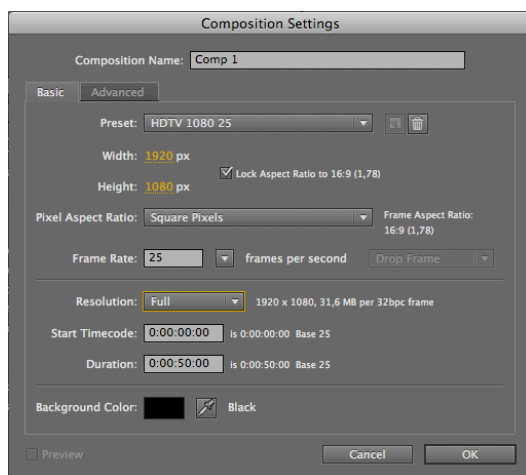 Composition Settings
Composition Name: Comp 1
Basic Advanced
Preset: HDTV 1080 25
Width: 1920 px
Lock Aspect Ratio to 16:9 (1,78)
Height: 1080 px
Pixel Aspect Ratio: Square Pixels
Frame Aspect Ratio:
16:9 (1,78)
Frame Rate: 25 frames per second Drop Frame
Resolution: Full 1920 x 1080, 31,6 MB per 32bpc frame
Start Timecode: 0:00:00:00 is 0:00:00:00 Base 25
Duration: 0:00:50:00 is 0:00:50:00 Base 25
Background Color: Black
Preview Cancel OK